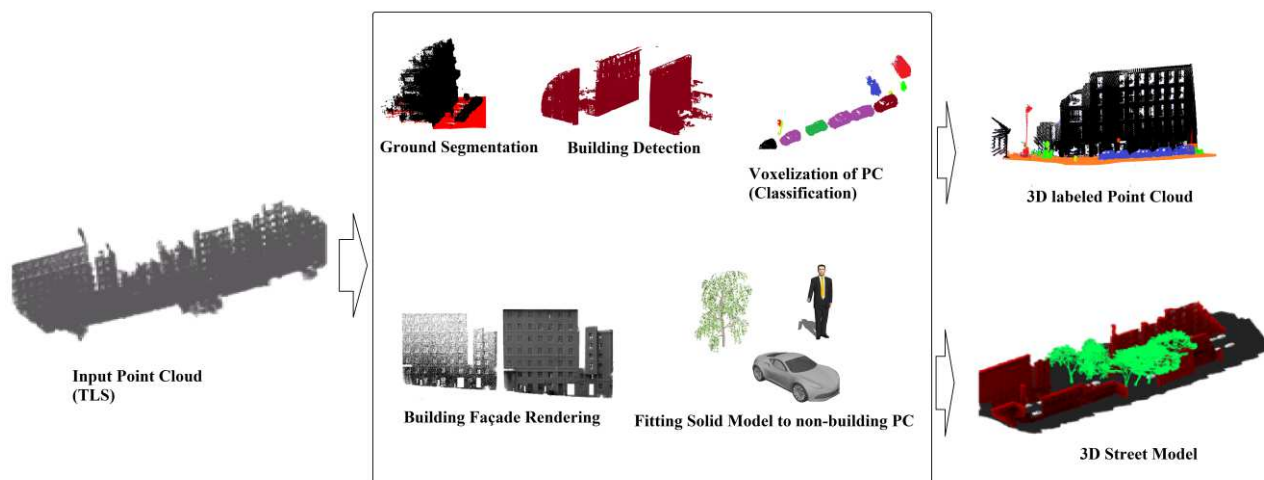 Ground Segmentation
Building Detection
Voxelization of PC
(Classification)
3D labeled Point Cloud
Input Point Cloud
(TLS)
Building Façade Rendering
Fitting Solid Model to non-building PC
3D Street Model